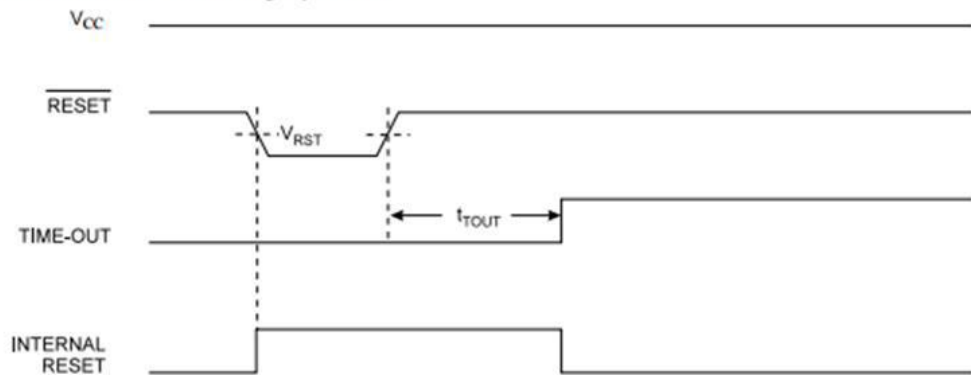 Vcc
RESET
VRST
tTOUT
TIME-OUT
INTERNAL
RESET